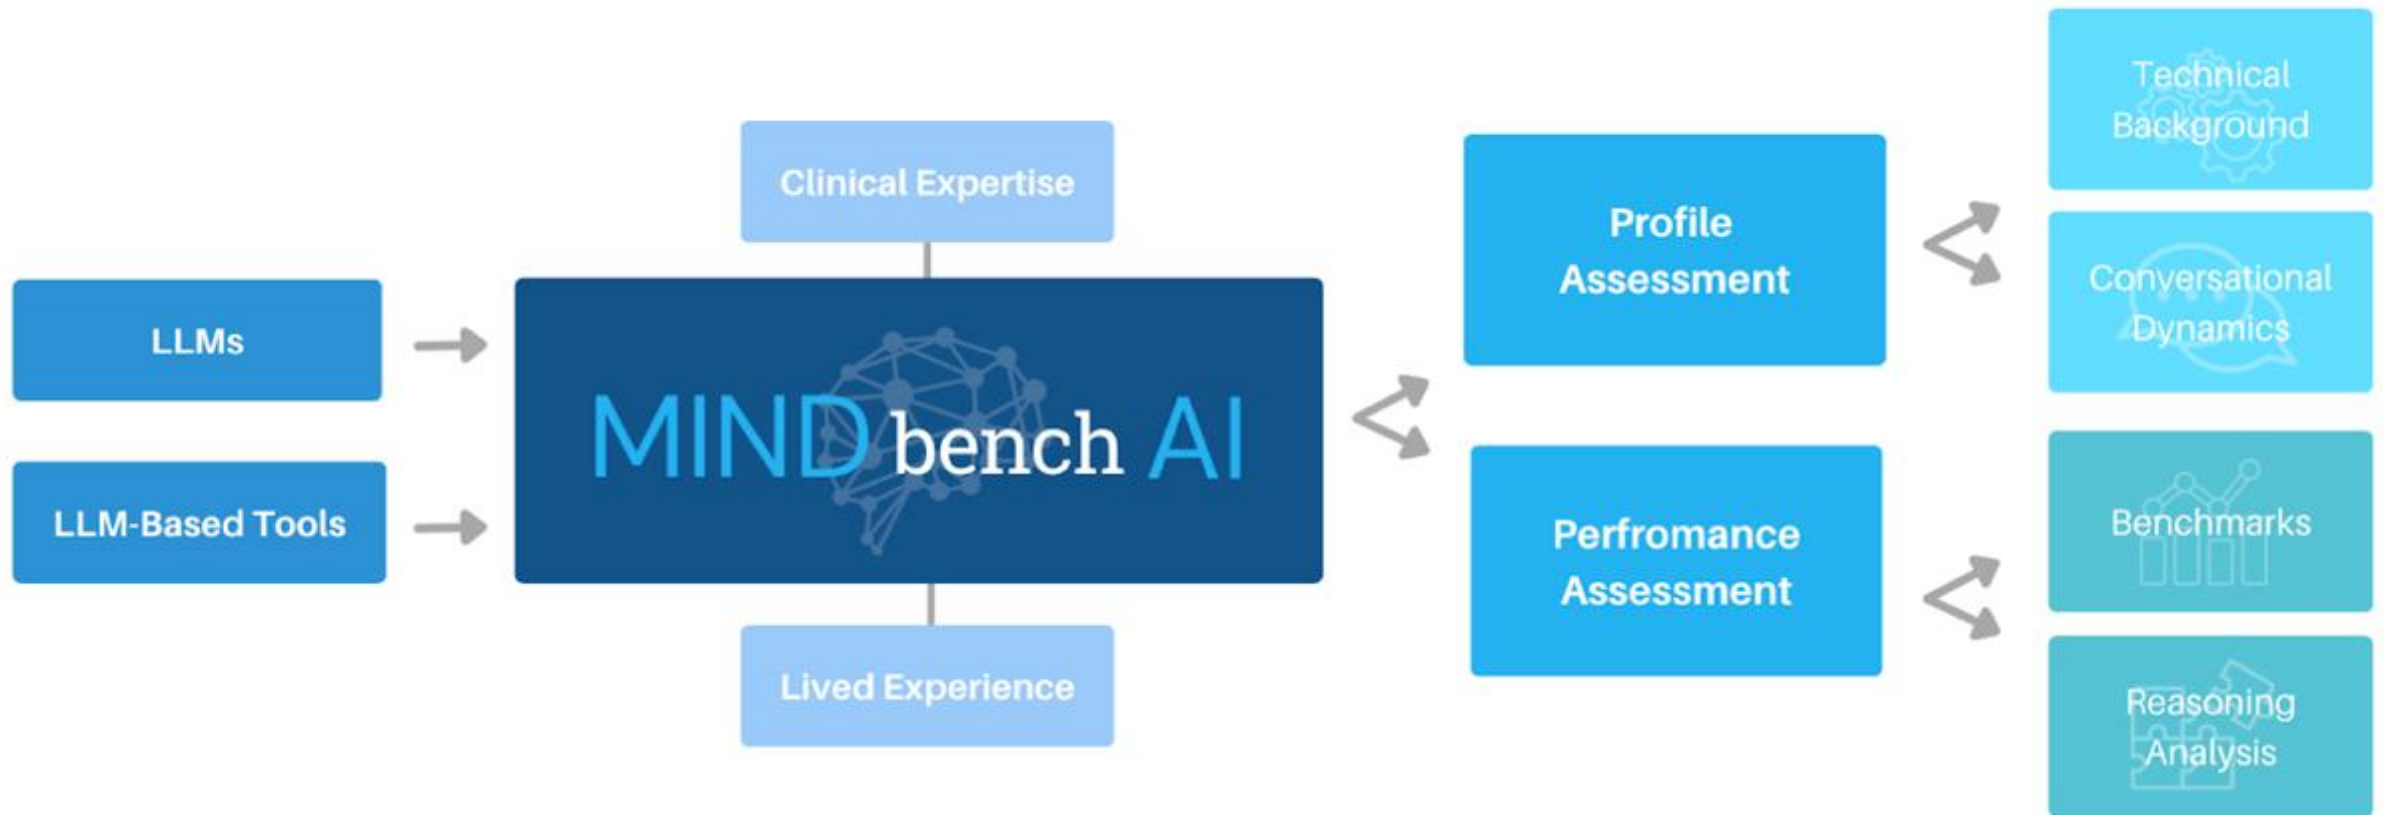 LLMs
LLM-Based Tools
Clinical Expertise
MIND bench AI
Lived Experience
Profile
Assessment
Perfromance
Assessment
Technical
Background
Conversational
Dynamics
Benchmarks
Reasoning
Analysis